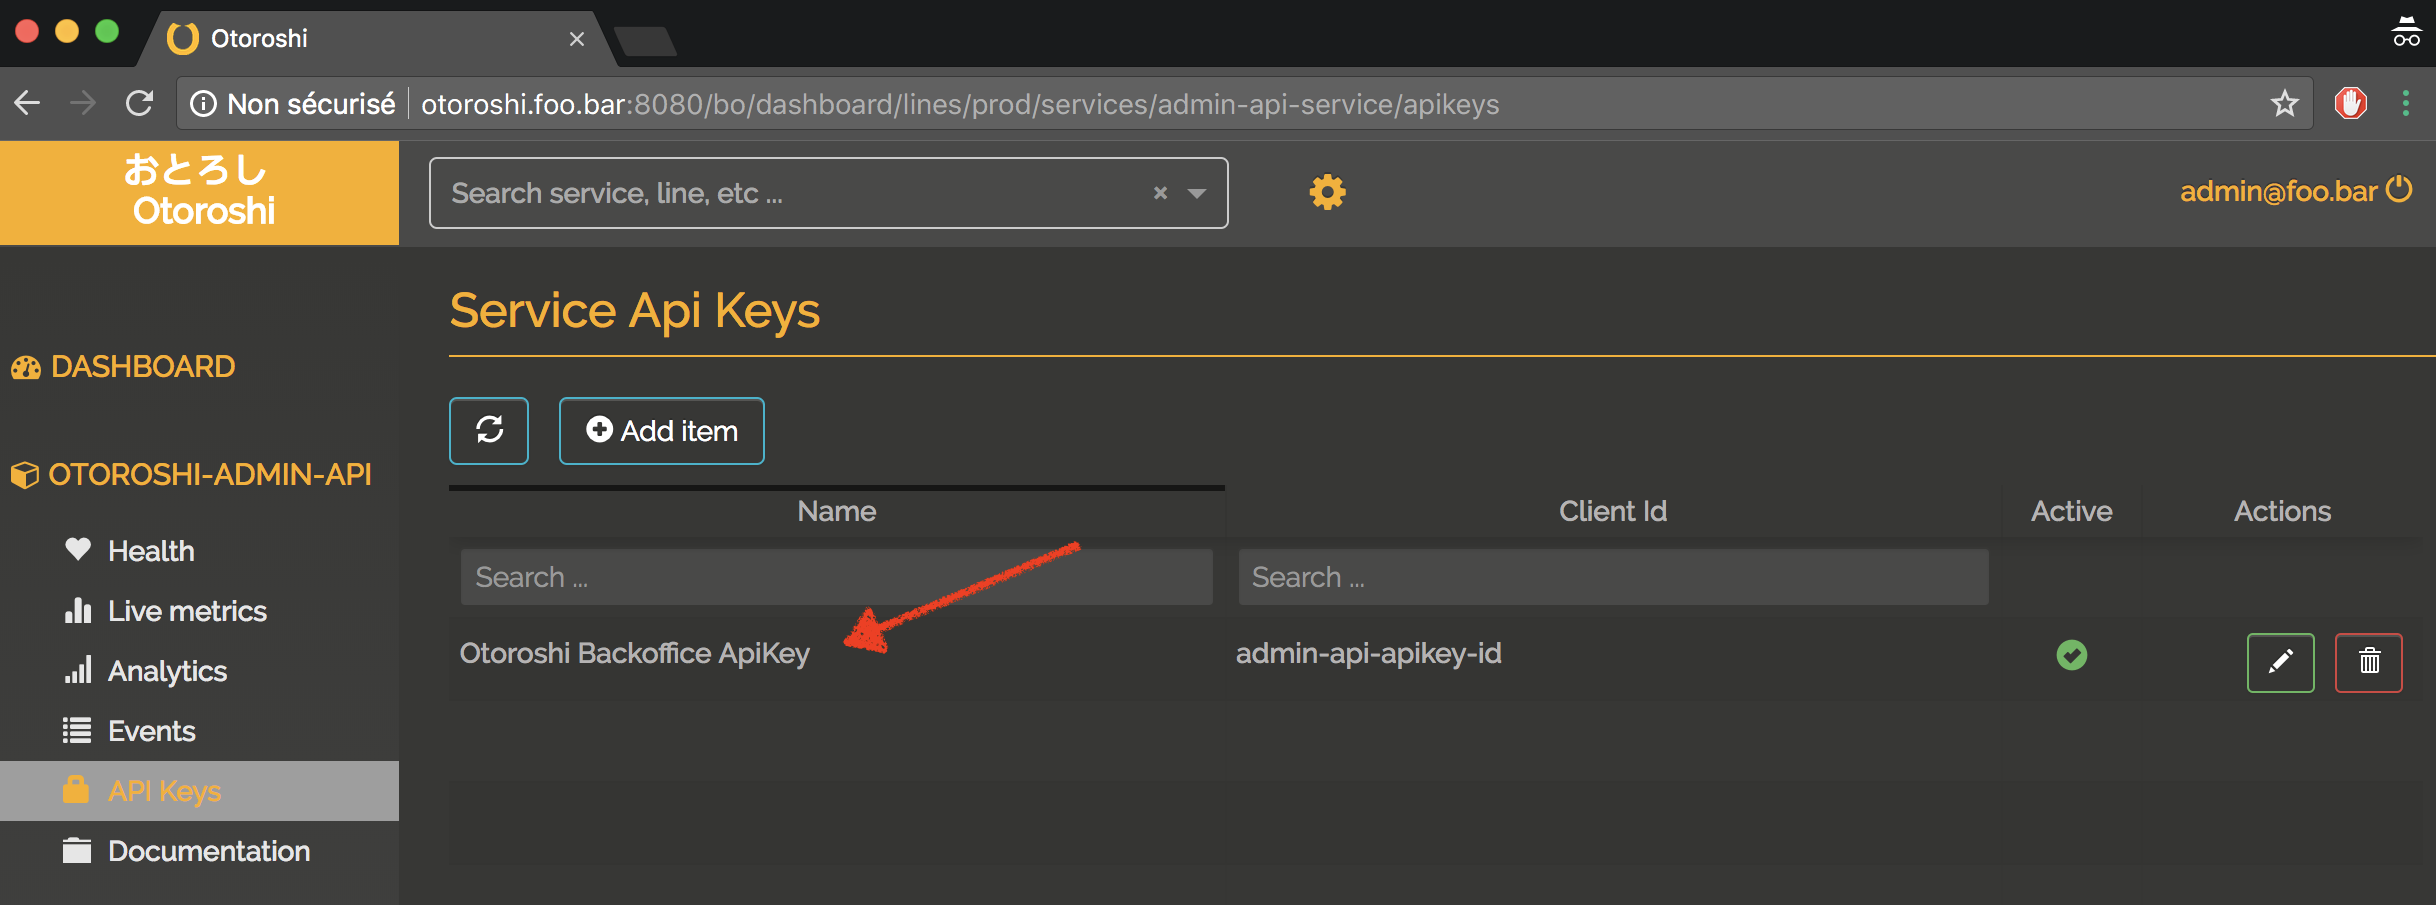 Otoroshi
Non sécurisé otoroshi.foo.bar:8080/bo/dashboard/lines/prod/services/admin-api-service/apikeys
おとろし
Otoroshi
Search service, line, etc ...
admin@foo.bar
Service Api Keys
DASHBOARD
Add item
OTOROSHI-ADMIN-API
Name Client Id Active Actions
Health
Search ... Search ...
Live metrics
Otoroshi Backoffice ApiKey admin-api-apikey-id
Analytics
Events
API Keys
Documentation